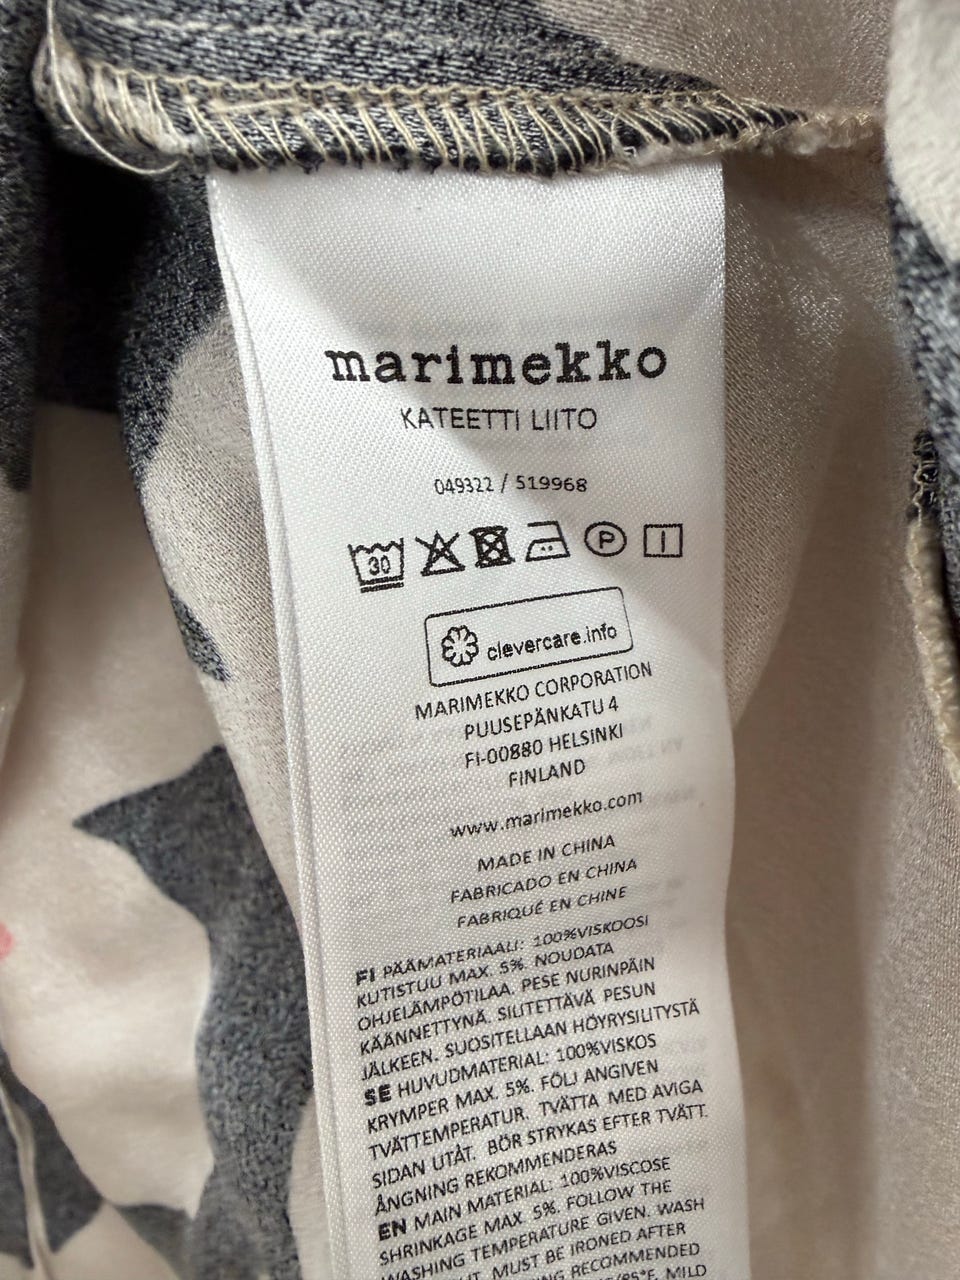 marimekko
KATEETTI LIITO
049322 / 519968
30 P
clevercare.info
MARIMEKKO CORPORATION
PUUSEPÄNKATU 4
FI-00880 HELSINKI
FINLAND
www.marimekko.com
MADE IN CHINA
FABRICADO EN CHINA
FABRIQUÉ EN CHINE
FI PÄÄMATERIAALI: 100%VISKOOSI
KUTISTUU MAX. 5%. NOUDATA
OHJELÄMPÖTILAA. PESE NURINPÄIN
KÄÄNNETTYNÄ. SILITETTÄVÄ PESUN
JÄLKEEN. SUOSITELLAAN HÖYRYSILITYSTÄ
SE HUVUDMATERIAL: 100%VISKOS
KRYMPER MAX. 5%. FÖLJ ANGIVEN
TVÄTTEMPERATUR. TVÄTTA MED AVIGA
SIDAN UTÅT. BÖR STRYKAS EFTER TVÄTT.
ÅNGNING REKOMMENDERAS
EN MAIN MATERIAL: 100%VISCOSE
SHRINKAGE MAX. 5%. FOLLOW THE
WASHING TEMPERATURE GIVEN. WASH
MUST BE IRONED AFTER
RECOMMENDED
MILD